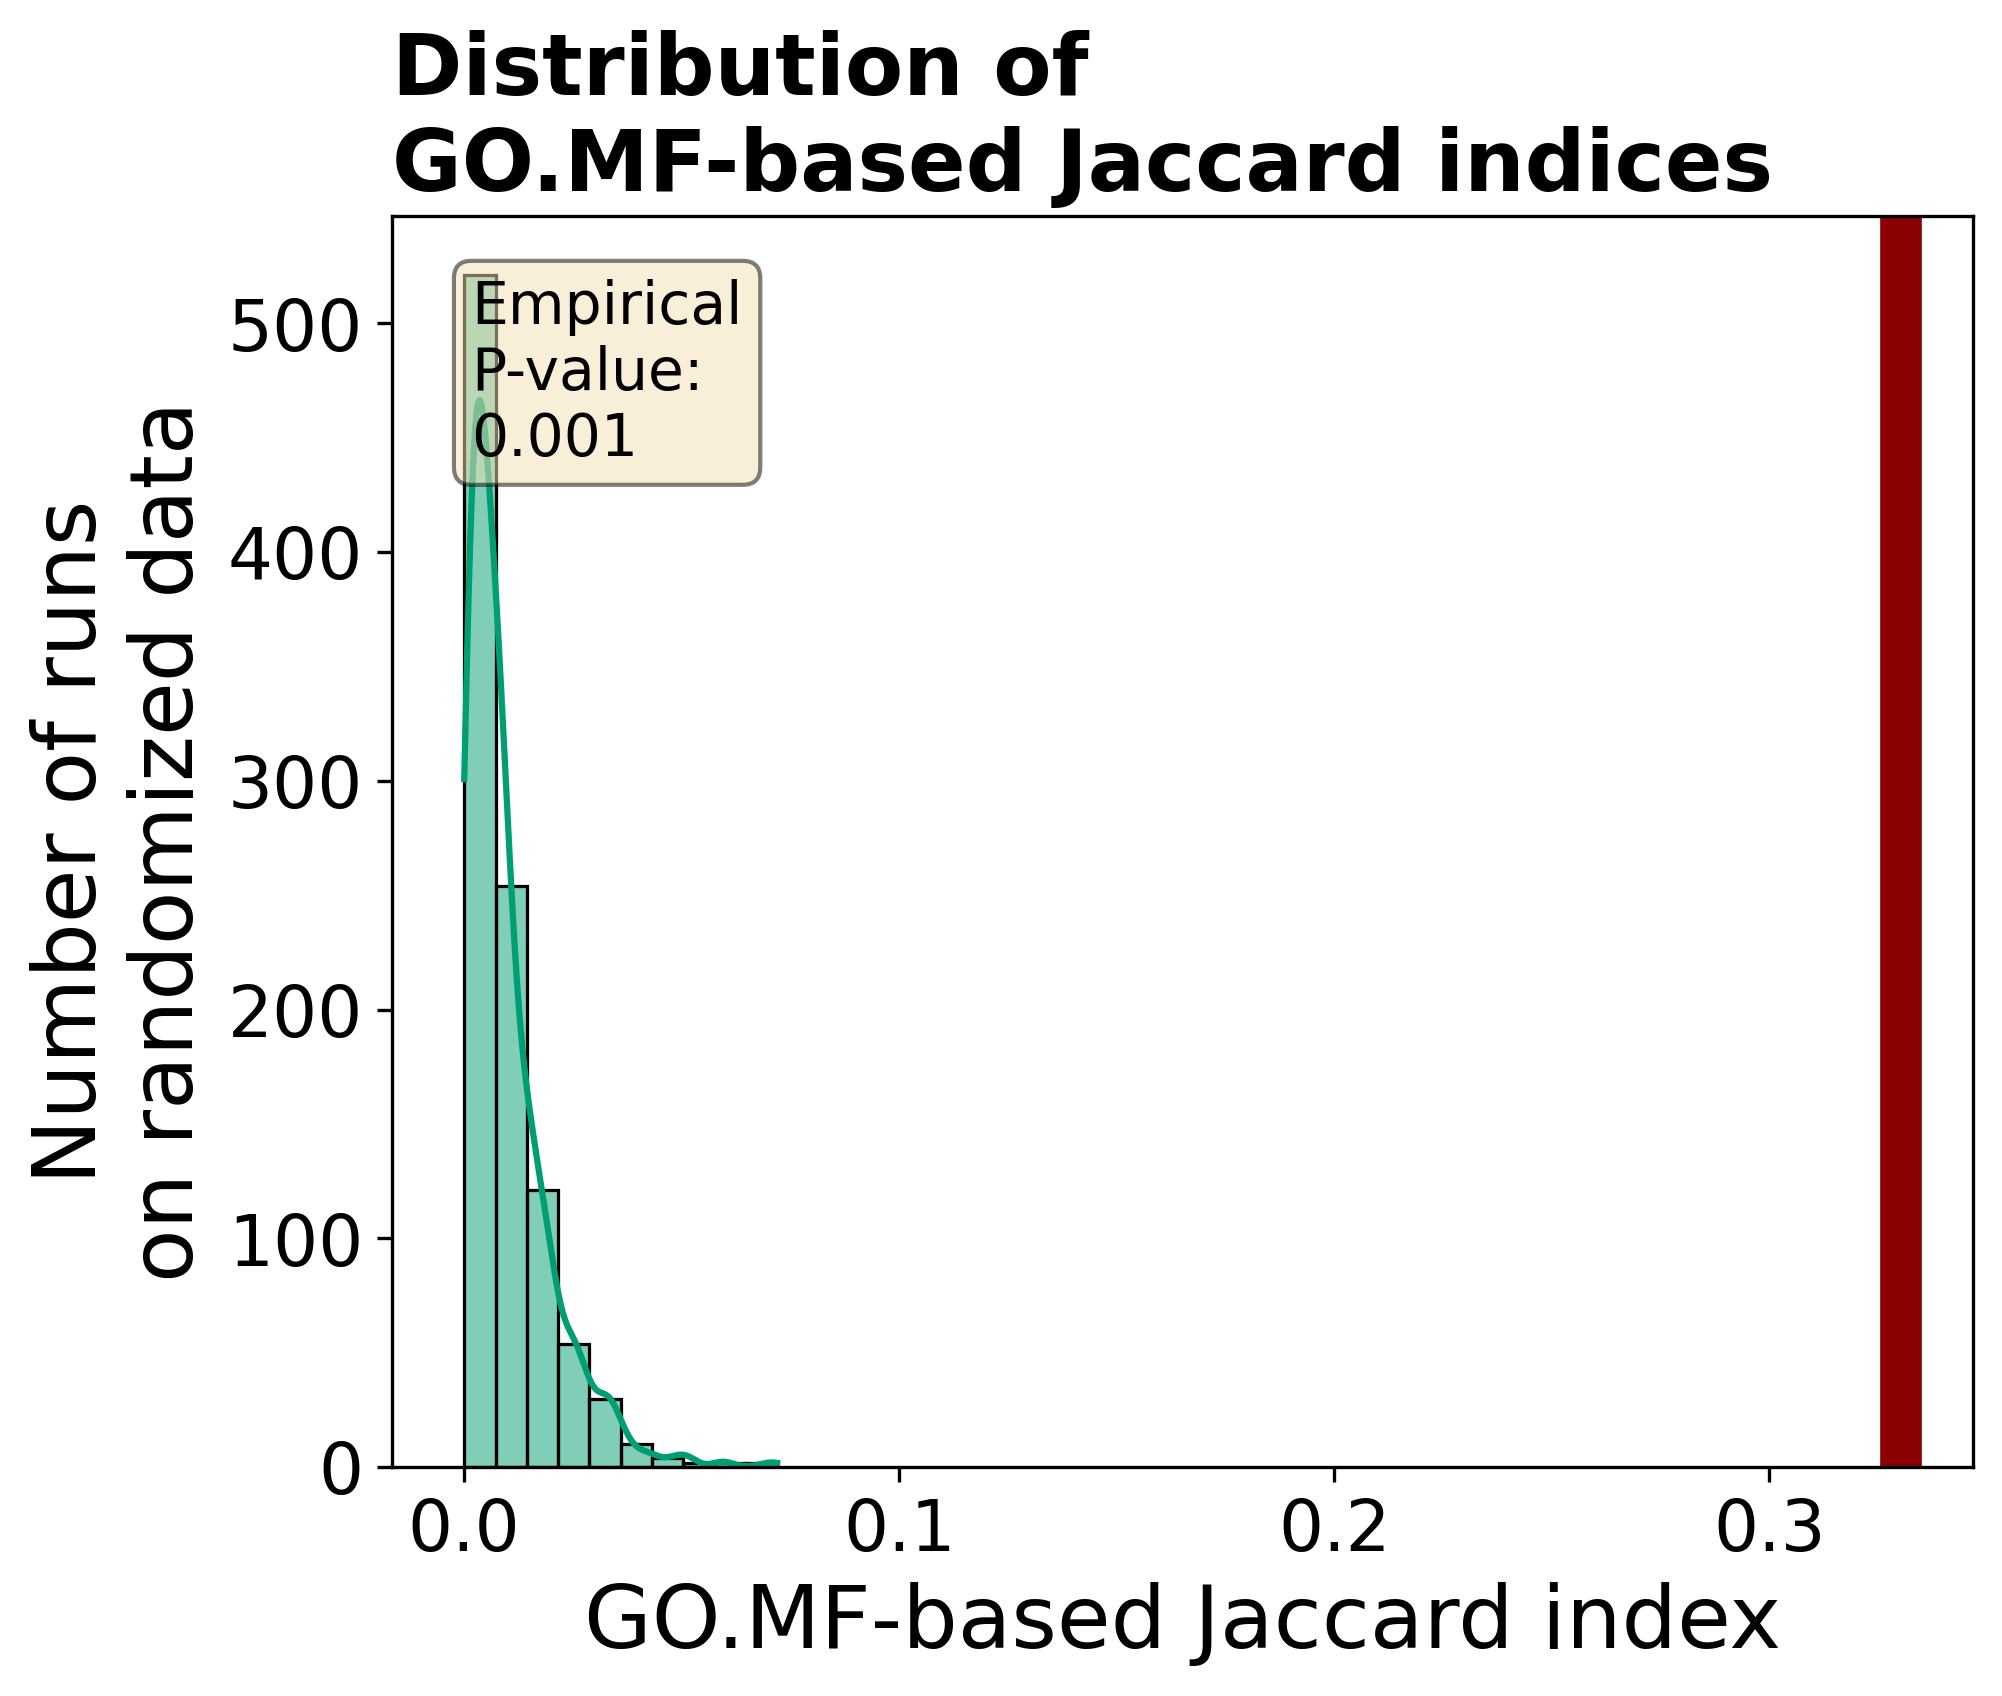 Distribution of
GO.MF-based Jaccard indices
Empirical
P-value:
0.001
Number of runs
on randomized data
500
400
300
200
100
0
0.0
0.1
0.2
0.3
GO.MF-based Jaccard index